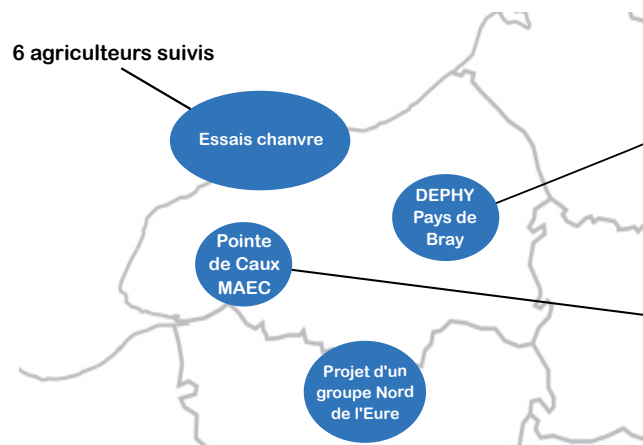 6 agriculteurs suivis
Essais chanvre
DEPHY
Pays de
Bray
Pointe
de Caux
MAEC
Projet d'un
groupe Nord
de l'Eure